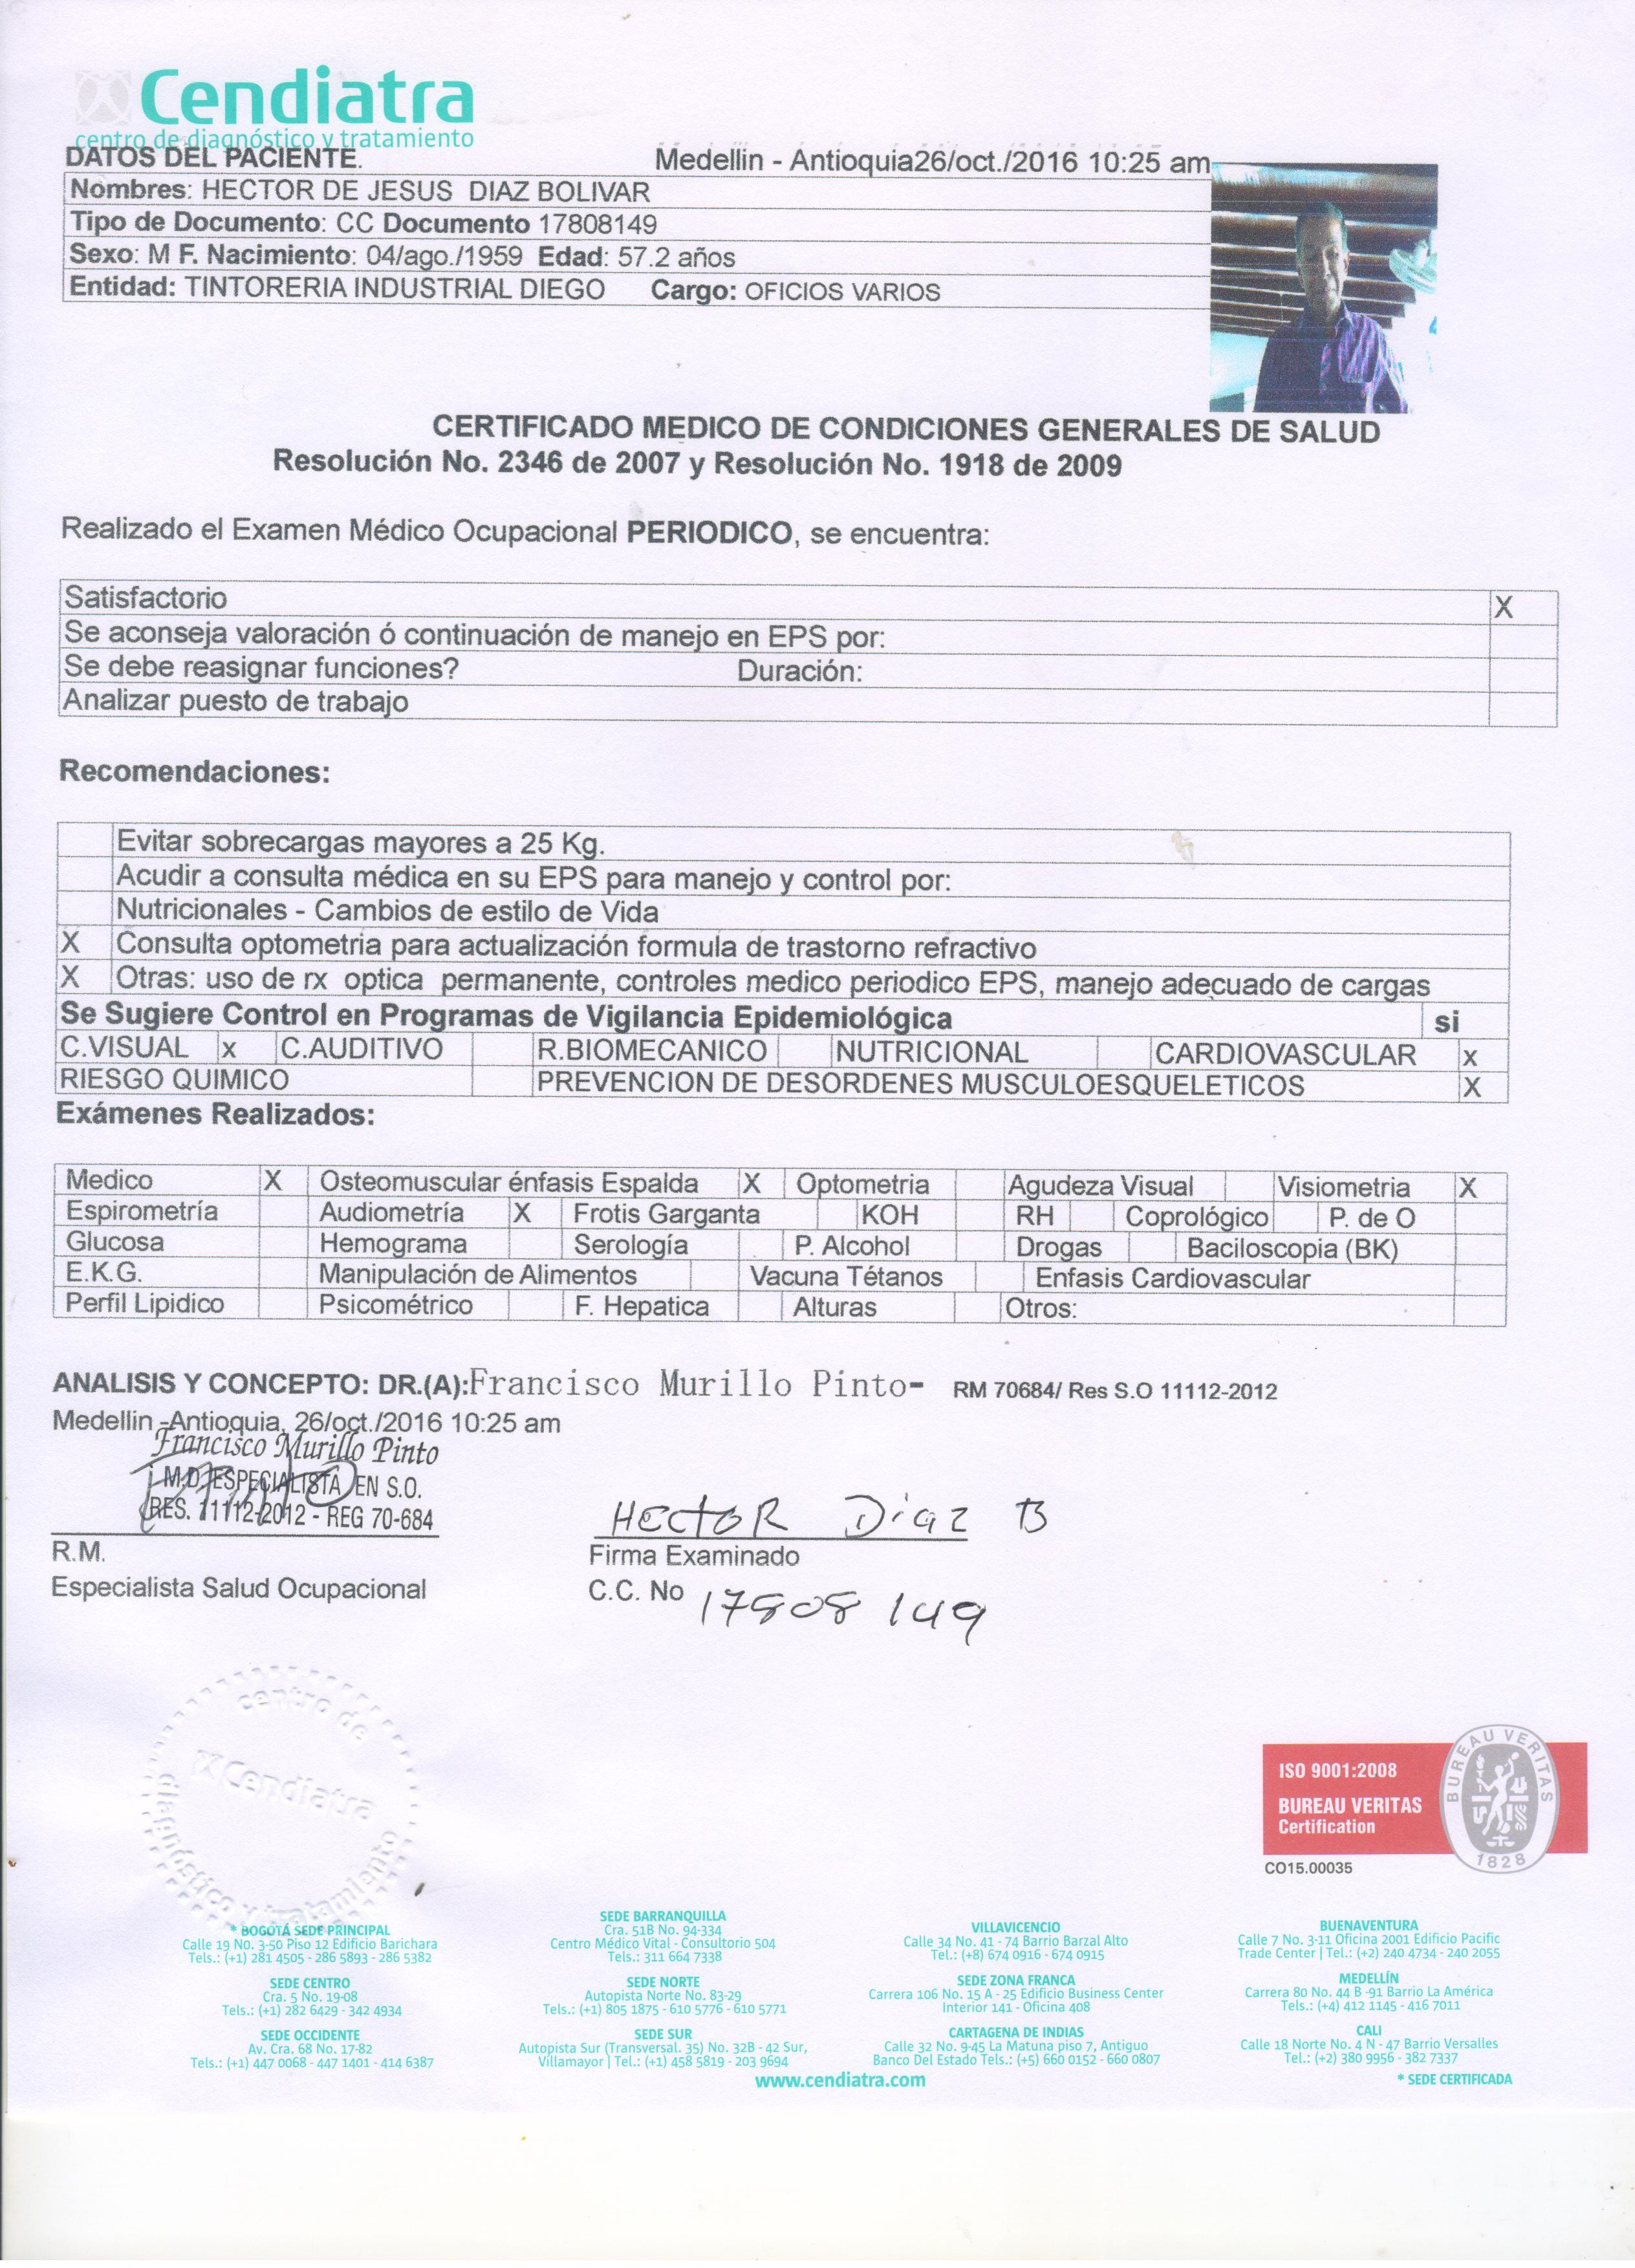 Cendiatra
centro de diagnóstico y tratamiento
DATOS DEL PACIENTE. Medellin - Antioquia26/oct./2016 10:25 am
Nombres: HECTOR DE JESUS DIAZ BOLIVAR
Tipo de Documento: CC Documento 17808149
Sexo: M F. Nacimiento: 04/ago./1959 Edad: 57.2 años
Entidad: TINTORERIA INDUSTRIAL DIEGO Cargo: OFICIOS VARIOS
CERTIFICADO MEDICO DE CONDICIONES GENERALES DE SALUD
Resolución No. 2346 de 2007 y Resolución No. 1918 de 2009
Realizado el Examen Médico Ocupacional PERIODICO, se encuentra:
Satisfactorio X
Se aconseja valoración ó continuación de manejo en EPS por:
Se debe reasignar funciones? Duración:
Analizar puesto de trabajo
Recomendaciones:
Evitar sobrecargas mayores a 25 Kg.
Acudir a consulta médica en su EPS para manejo y control por:
Nutricionales - Cambios de estilo de Vida
X Consulta optometria para actualización formula de trastorno refractivo
X Otras: uso de rx optica permanente, controles medico periodico EPS, manejo adecuado de cargas
Se Sugiere Control en Programas de Vigilancia Epidemiológica si
C.VISUAL x C.AUDITIVO R.BIOMECANICO NUTRICIONAL CARDIOVASCULAR x
RIESGO QUIMICO PREVENCION DE DESORDENES MUSCULOESQUELETICOS X
Exámenes Realizados:
Medico X Osteomuscular énfasis Espalda X Optometria Agudeza Visual Visiometria X
Espirometría Audiometría X Frotis Garganta KOH RH Coprológico P. de O
Glucosa Hemograma Serología P. Alcohol Drogas Baciloscopia (BK)
E.K.G. Manipulación de Alimentos Vacuna Tétanos Enfasis Cardiovascular
Perfil Lipidico Psicométrico F. Hepatica Alturas Otros:
ANALISIS Y CONCEPTO: DR.(A):Francisco Murillo Pinto- RM 70684/ Res S.O 11112-2012
Medellin -Antioquia, 26/oct./2016 10:25 am
Francisco Murillo Pinto
M.D. ESPECIALISTA EN S.O.
RES. 11112-2012 - REG 70-684
HECTOR Diaz B
R.M. Firma Examinado
Especialista Salud Ocupacional C.C. No 17808149
centro de
Cendiatra
diagnóstico y tratamiento
ISO 9001:2008
BUREAU VERITAS
Certification
BUREAU VERITAS
1828
CO15.00035
* BOGOTÁ SEDE PRINCIPAL
Calle 19 No. 3-50 Piso 12 Edificio Barichara
Tels.: (+1) 281 4505 - 286 5893 - 286 5382
SEDE CENTRO
Cra. 5 No. 19-08
Tels.: (+1) 282 6429 - 342 4934
SEDE OCCIDENTE
Av. Cra. 68 No. 17-82
Tels.: (+1) 447 0068 - 447 1401 - 414 6387
SEDE BARRANQUILLA
Cra. 51B No. 94-334
Centro Médico Vital - Consultorio 504
Tels.: 311 664 7338
SEDE NORTE
Autopista Norte No. 83-29
Tels.: (+1) 805 1875 - 610 5776 - 610 5771
SEDE SUR
Autopista Sur (Transversal. 35) No. 32B - 42 Sur,
Villamayor | Tel.: (+1) 458 5819 - 203 9694
VILLAVICENCIO
Calle 34 No. 41 - 74 Barrio Barzal Alto
Tel.: (+8) 674 0916 - 674 0915
SEDE ZONA FRANCA
Carrera 106 No. 15 A - 25 Edificio Business Center
Interior 141 - Oficina 408
CARTAGENA DE INDIAS
Calle 32 No. 9-45 La Matuna piso 7, Antiguo
Banco Del Estado Tels.: (+5) 660 0152 - 660 0807
BUENAVENTURA
Calle 7 No. 3-11 Oficina 2001 Edificio Pacific
Trade Center | Tel.: (+2) 240 4734 - 240 2055
MEDELLÍN
Carrera 80 No. 44 B -91 Barrio La América
Tels.: (+4) 412 1145 - 416 7011
CALI
Calle 18 Norte No. 4 N - 47 Barrio Versalles
Tel.: (+2) 380 9956 - 382 7337
www.cendiatra.com
* SEDE CERTIFICADA